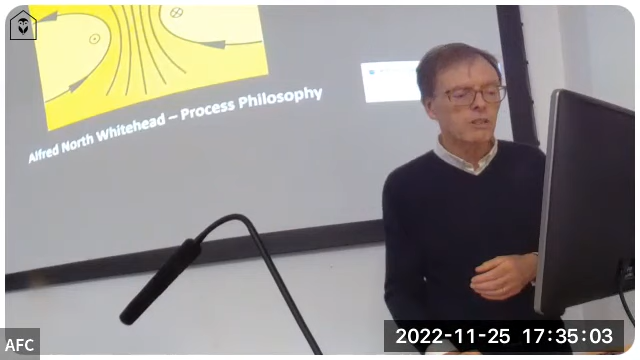 Alfred North Whitehead – Process Philosophy
AFC
2022-11-25 17:35:03